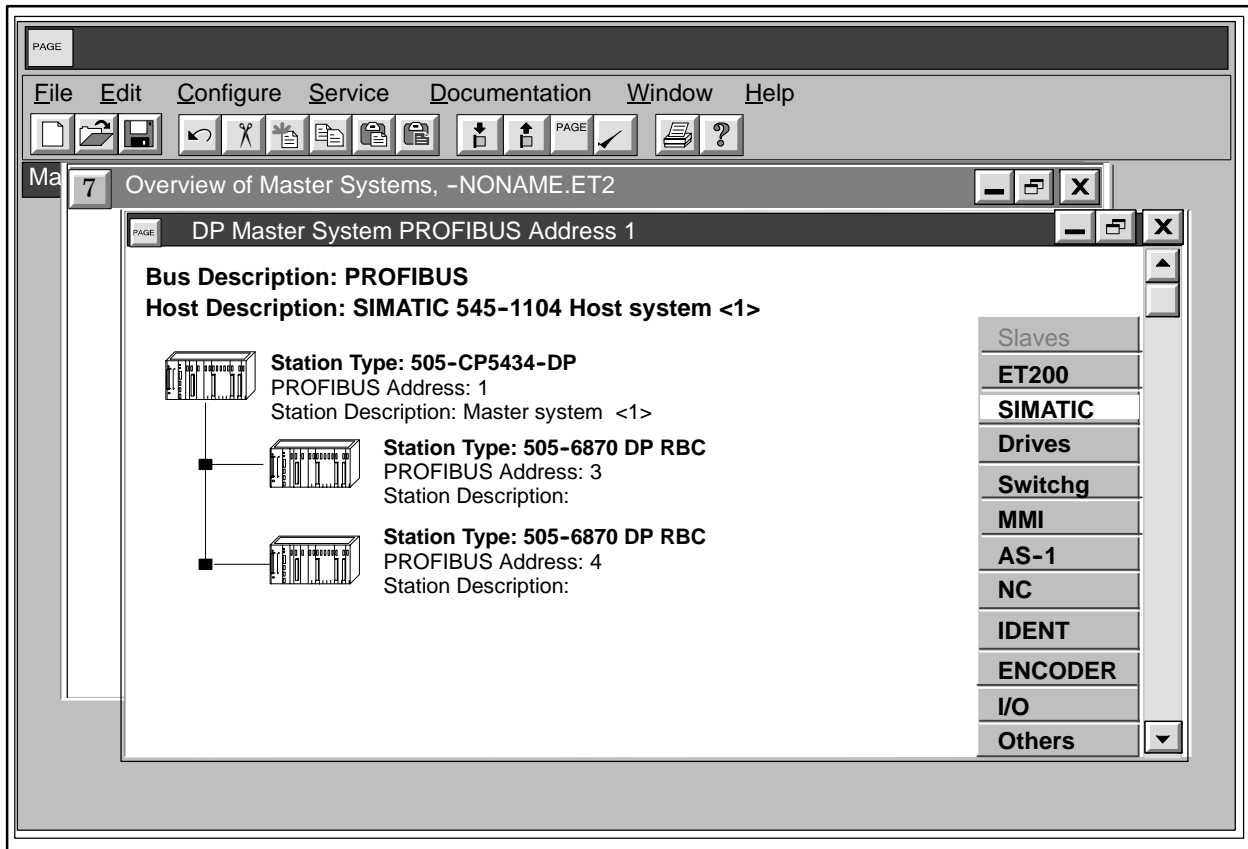 PAGE
File Edit Configure Service Documentation Window Help
PAGE
?
Ma
7 Overview of Master Systems, -NONAME.ET2
X
PAGE DP Master System PROFIBUS Address 1
X
Bus Description: PROFIBUS
Host Description: SIMATIC 545-1104 Host system <1>
Station Type: 505-CP5434-DP
PROFIBUS Address: 1
Station Description: Master system <1>
Station Type: 505-6870 DP RBC
PROFIBUS Address: 3
Station Description:
Station Type: 505-6870 DP RBC
PROFIBUS Address: 4
Station Description:
Slaves
ET200
SIMATIC
Drives
Switchg
MMI
AS-1
NC
IDENT
ENCODER
I/O
Others